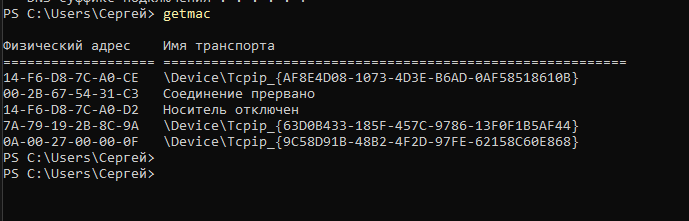 DNS-суффикс подключения . . . . . .
PS C:\Users\Сергей> getmac
Физический адрес Имя транспорта
=================== ==========================================================
14-F6-D8-7C-A0-CE \Device\Tcpip_{AF8E4D08-1073-4D3E-B6AD-0AF58518610B}
00-2B-67-54-31-C3 Соединение прервано
14-F6-D8-7C-A0-D2 Носитель отключен
7A-79-19-2B-8C-9A \Device\Tcpip_{63D0B433-185F-457C-9786-13F0F1B5AF44}
0A-00-27-00-00-0F \Device\Tcpip_{9C58D91B-48B2-4F2D-97FE-62158C60E868}
PS C:\Users\Сергей>
PS C:\Users\Сергей>